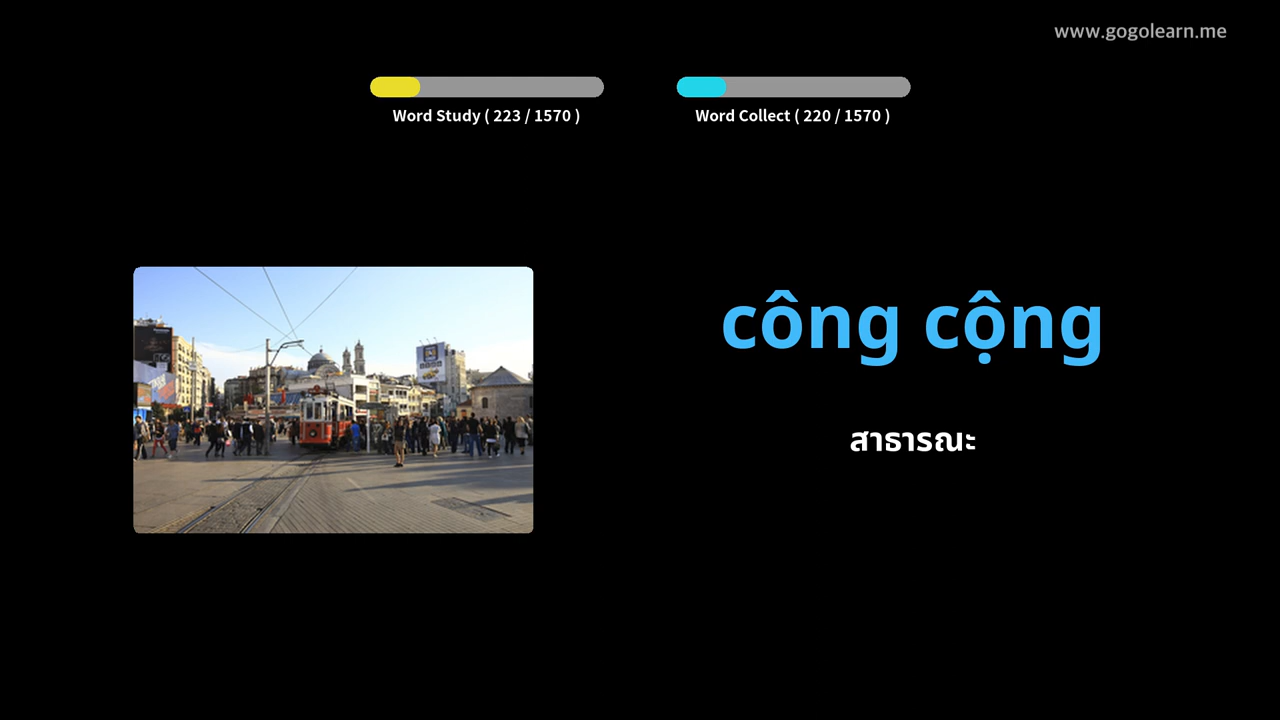 www.gogolearn.me
Word Study ( 223 / 1570 )
Word Collect ( 220 / 1570 )
công cộng
สาธารณะ